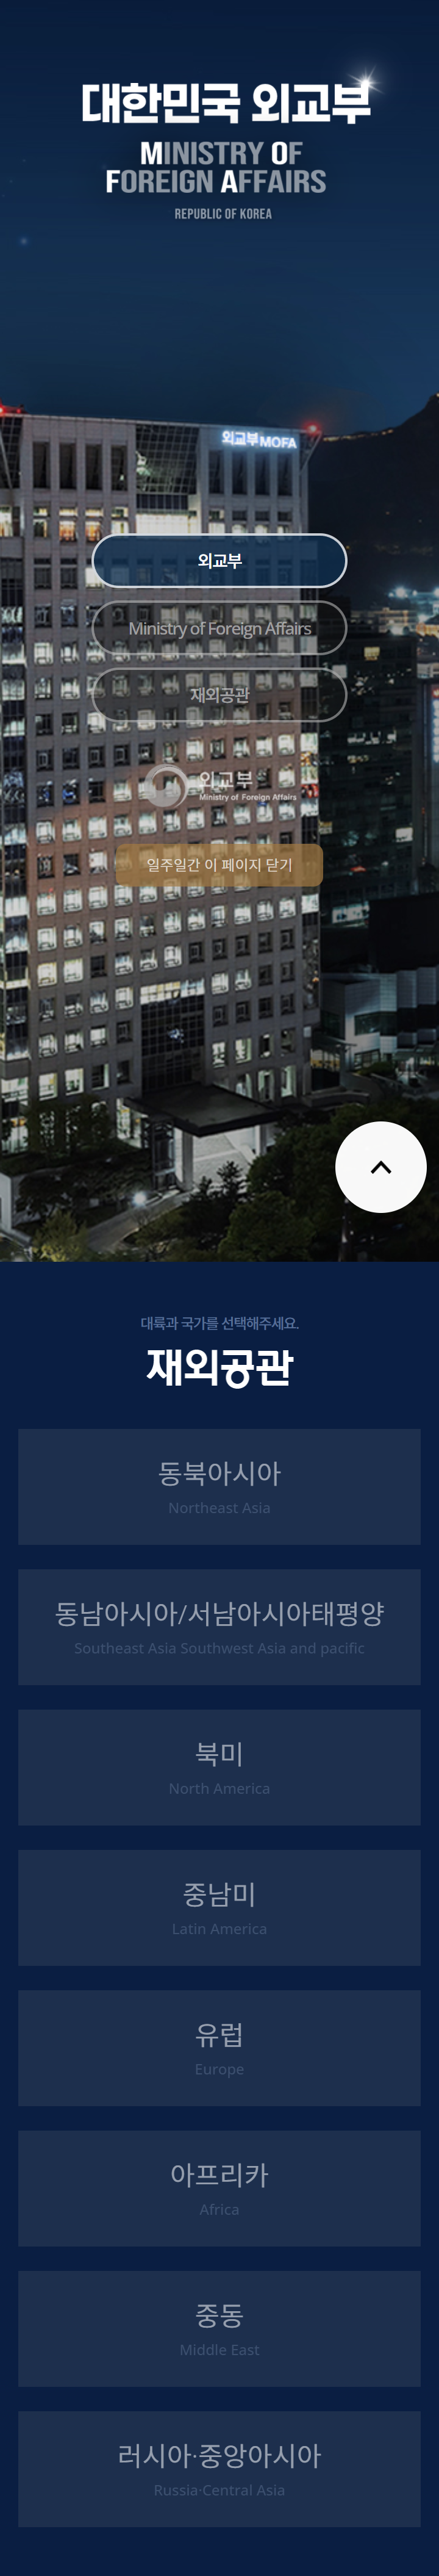 대한민국 외교부
MINISTRY OF
FOREIGN AFFAIRS
REPUBLIC OF KOREA
외교부 MOFA
외교부
Ministry of Foreign Affairs
재외공관
외교부
Ministry of Foreign Affairs
일주일간 이 페이지 닫기
대륙과 국가를 선택해주세요.
재외공관
동북아시아
Northeast Asia
동남아시아/서남아시아태평양
Southeast Asia Southwest Asia and pacific
북미
North America
중남미
Latin America
유럽
Europe
아프리카
Africa
중동
Middle East
러시아·중앙아시아
Russia·Central Asia